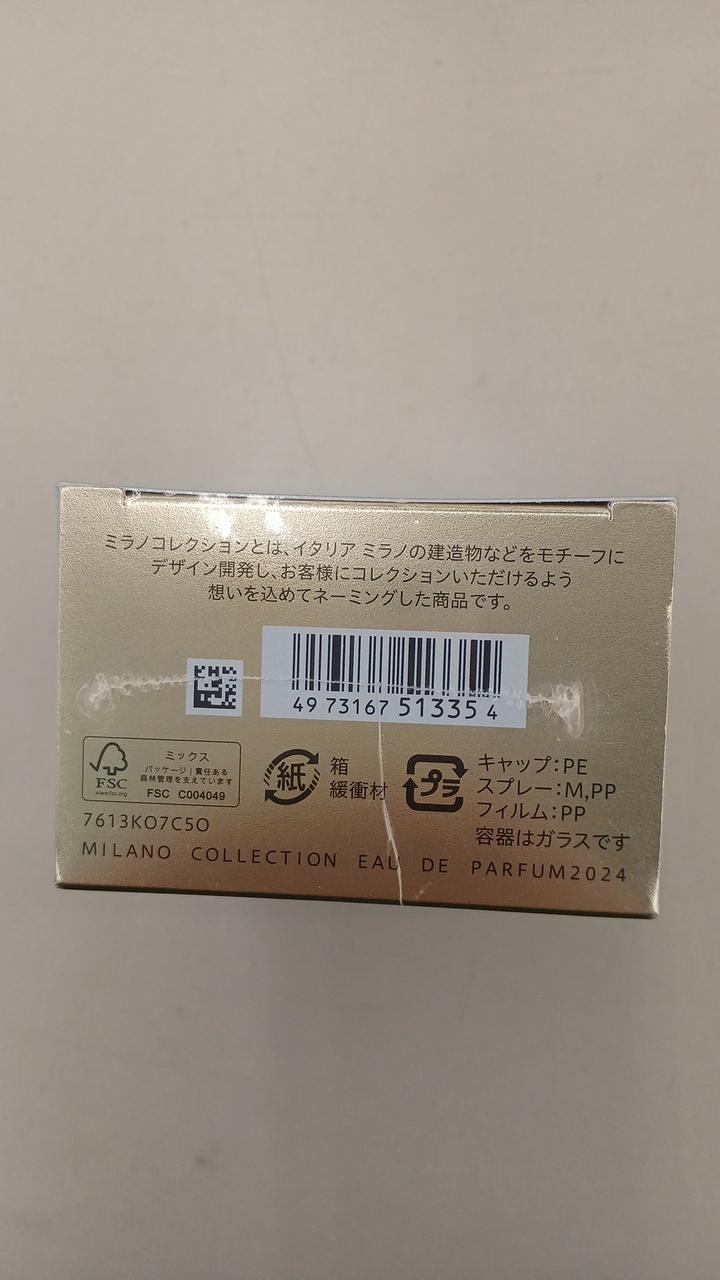 ミラノコレクションとは、イタリア ミラノの建造物などをモチーフに
デザイン開発し、お客様にコレクションいただけるよう
想いを込めてネーミングした商品です。
49 73167 513354
ミックス
パッケージ | 責任ある
森林管理を支えています
FSC
www.fsc.org
FSC C004049
紙
箱
緩衝材
プラ
キャップ:PE
スプレー:M,PP
フィルム:PP
容器はガラスです
7613KO7C5O
MILANO COLLECTION EAU DE PARFUM2024